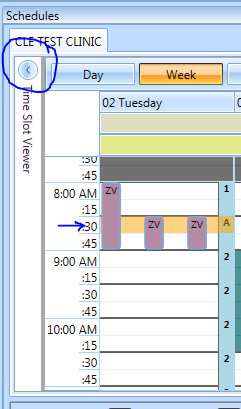 Schedules
CLE TEST CLINIC
Day Week
Time Slot Viewer
02 Tuesday
:30
:45
8:00 AM ZV 1
:15
:30 ZV ZV A
:45
9:00 AM 2
:15
:30 2
:45
10:00 AM 2
:15
:30 2
:45